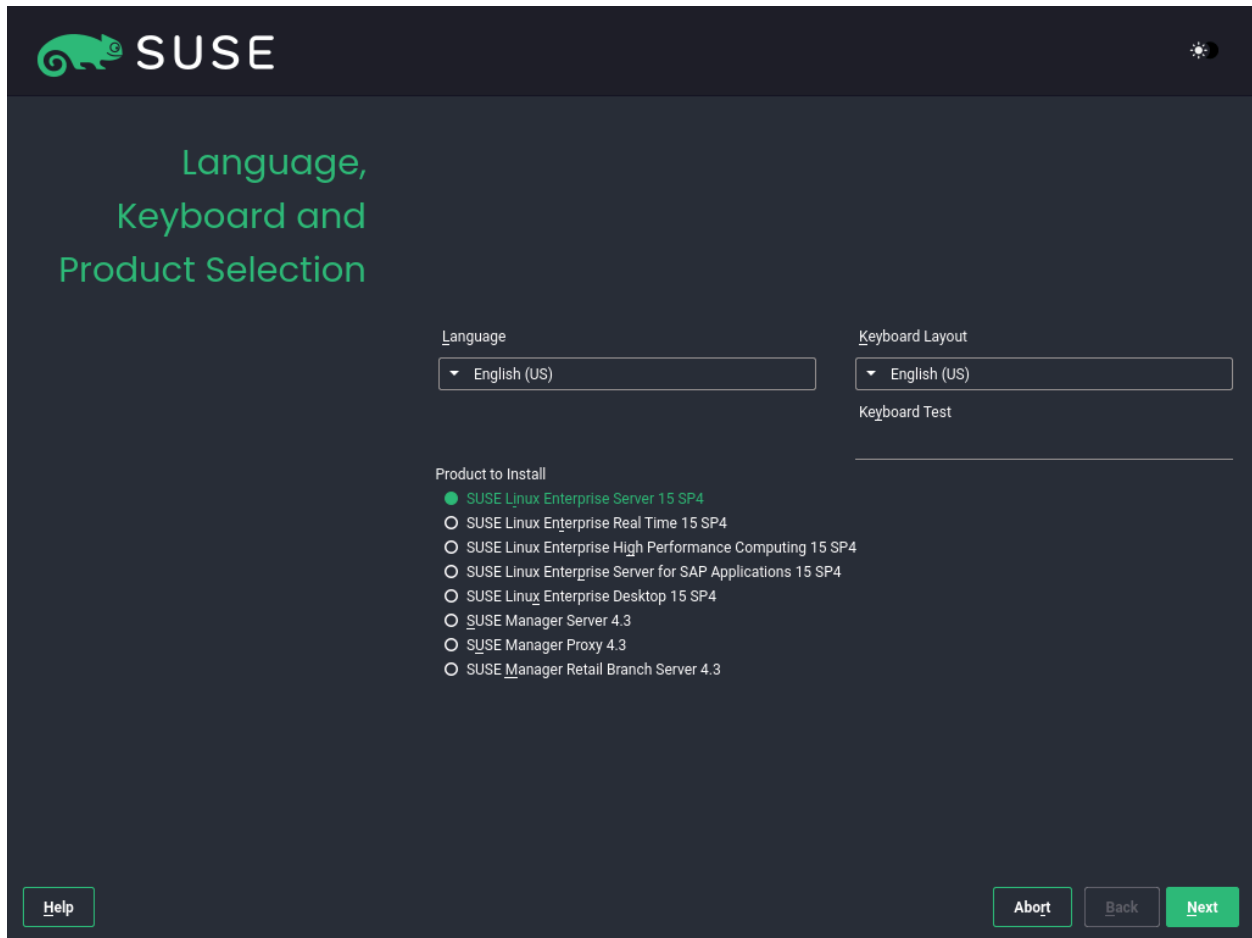 SUSE
Language,
Keyboard and
Product Selection
Language
Keyboard Layout
English (US)
English (US)
Keyboard Test
Product to Install
SUSE Linux Enterprise Server 15 SP4
SUSE Linux Enterprise Real Time 15 SP4
SUSE Linux Enterprise High Performance Computing 15 SP4
SUSE Linux Enterprise Server for SAP Applications 15 SP4
SUSE Linux Enterprise Desktop 15 SP4
SUSE Manager Server 4.3
SUSE Manager Proxy 4.3
SUSE Manager Retail Branch Server 4.3
Help
Abort
Back
Next